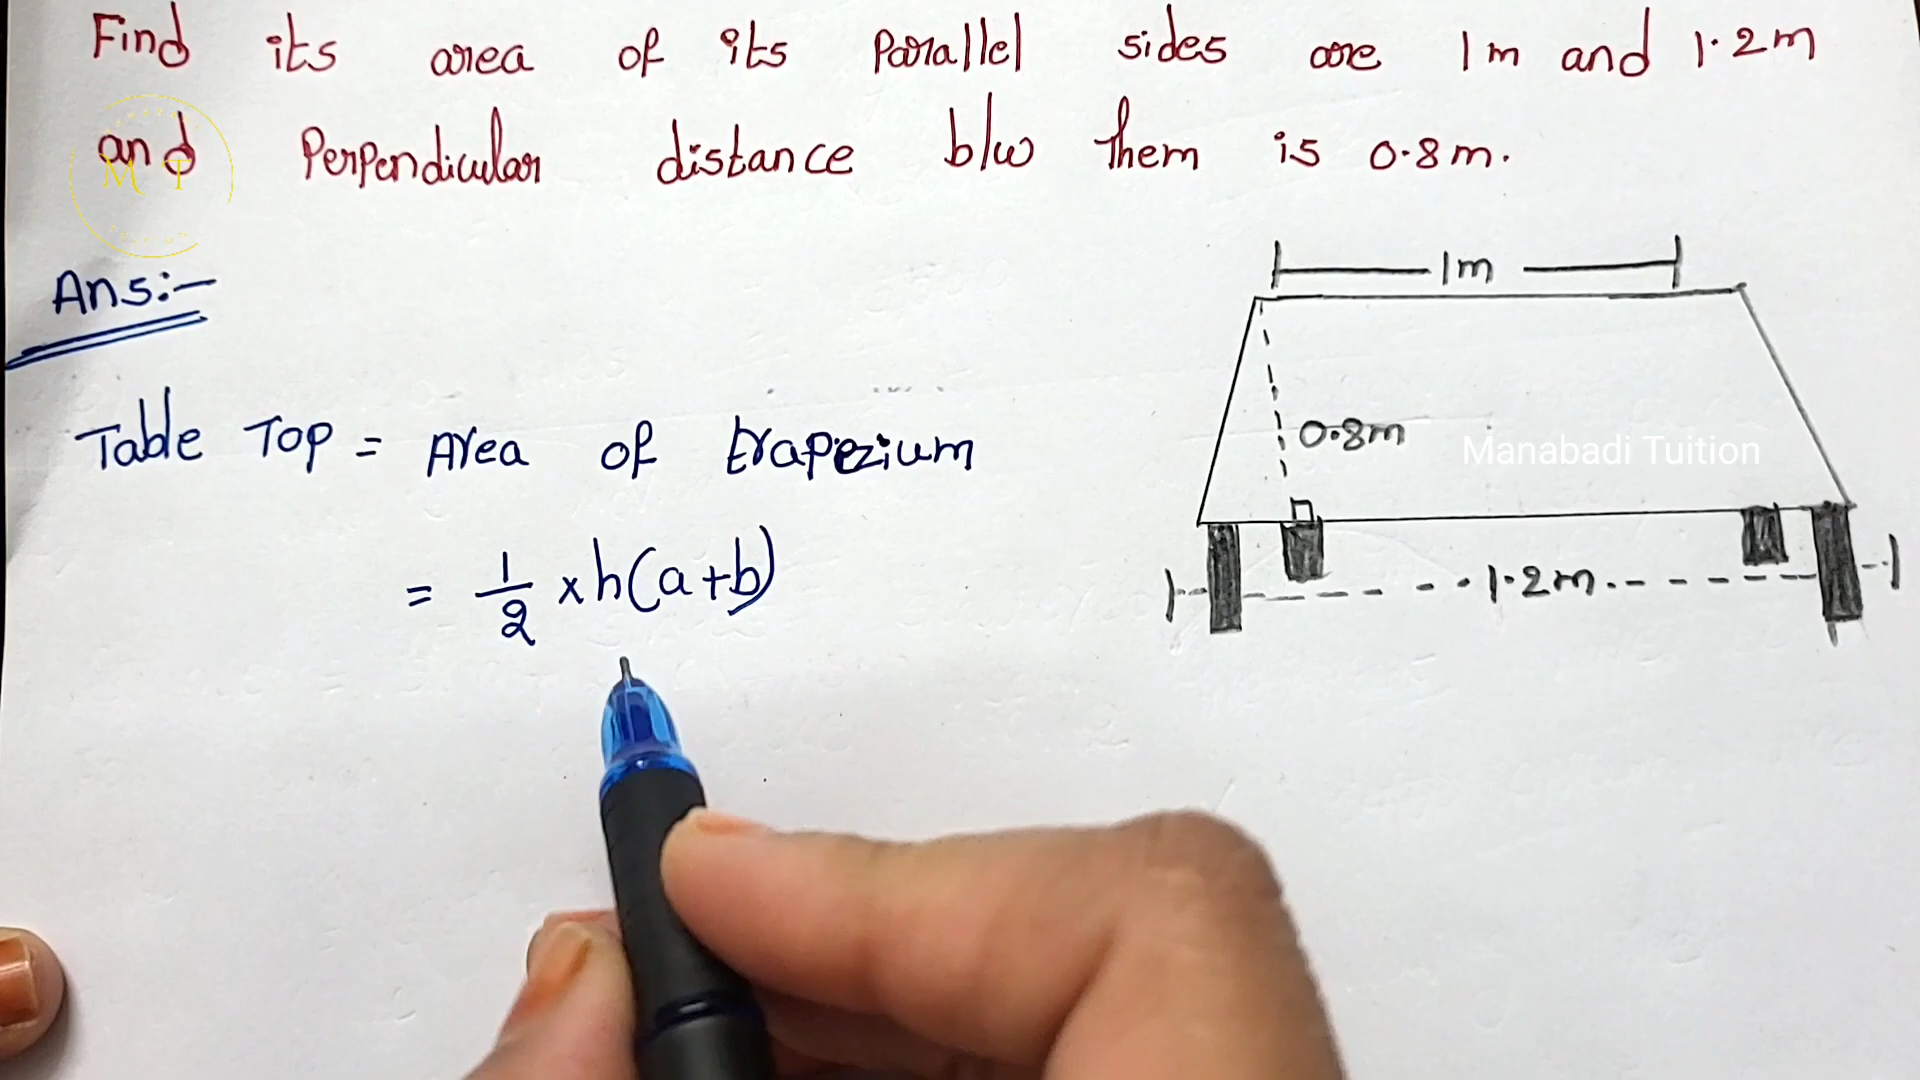 Find its area of its Parallel sides are 1m and 1.2m
and Perpendicular distance b/w them is 0.8m.
M T
Ans:-
1m
Table Top = Area of trapezium
0.8m
Manabadi Tuition
= 1/2 × h(a+b)
1.2m